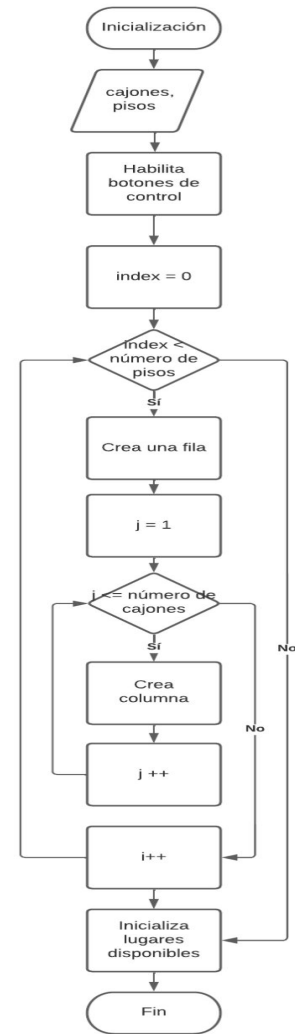 Inicialización
cajones,
pisos
Habilita
botones de
control
index = 0
index <
número de
pisos
Sí
Crea una fila
j = 1
j <= número de
cajones
Sí
No
Crea
columna
No
j ++
i++
Inicializa
lugares
disponibles
Fin